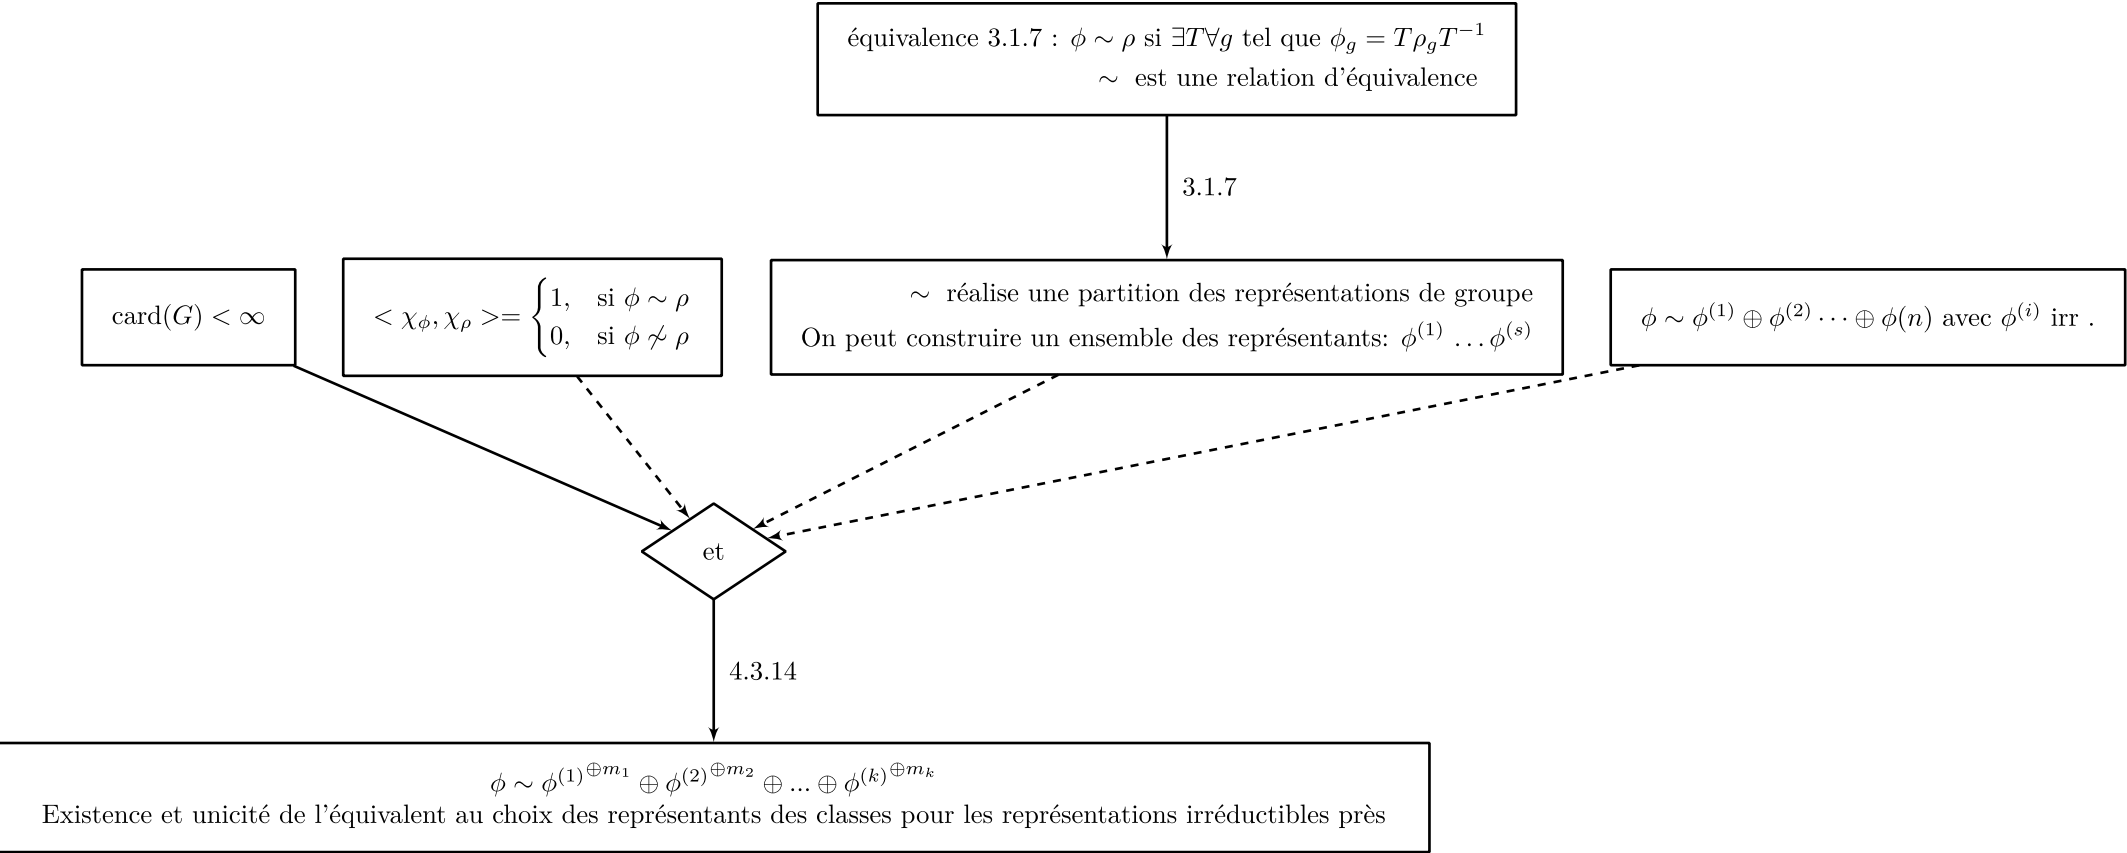 équivalence 3.1.7 : ϕ ∼ ρ si ∃T∀g tel que ϕ_g = Tρ_gT^{−1}
∼ est une relation d'équivalence
3.1.7
card(G) < ∞
< χ_ϕ, χ_ρ >= { 1, si ϕ ∼ ρ
0, si ϕ ≁ ρ
∼ réalise une partition des représentations de groupe
On peut construire un ensemble des représentants: ϕ^{(1)} …ϕ^{(s)}
ϕ ∼ ϕ^{(1)} ⊕ ϕ^{(2)} ⋯ ⊕ ϕ(n) avec ϕ^{(i)} irr .
et
4.3.14
ϕ ∼ ϕ^{(1)^{⊕m_1}} ⊕ ϕ^{(2)^{⊕m_2}} ⊕ ... ⊕ ϕ^{(k)^{⊕m_k}}
Existence et unicité de l'équivalent au choix des représentants des classes pour les représentations irréductibles près